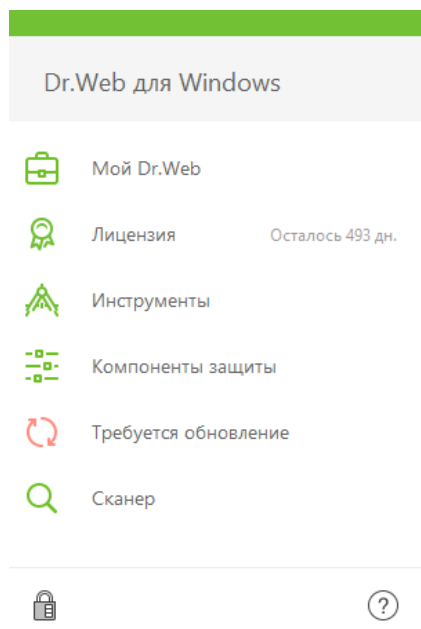 Dr.Web для Windows
Мой Dr.Web
Лицензия Осталось 493 дн.
Инструменты
Компоненты защиты
Требуется обновление
Сканер
?